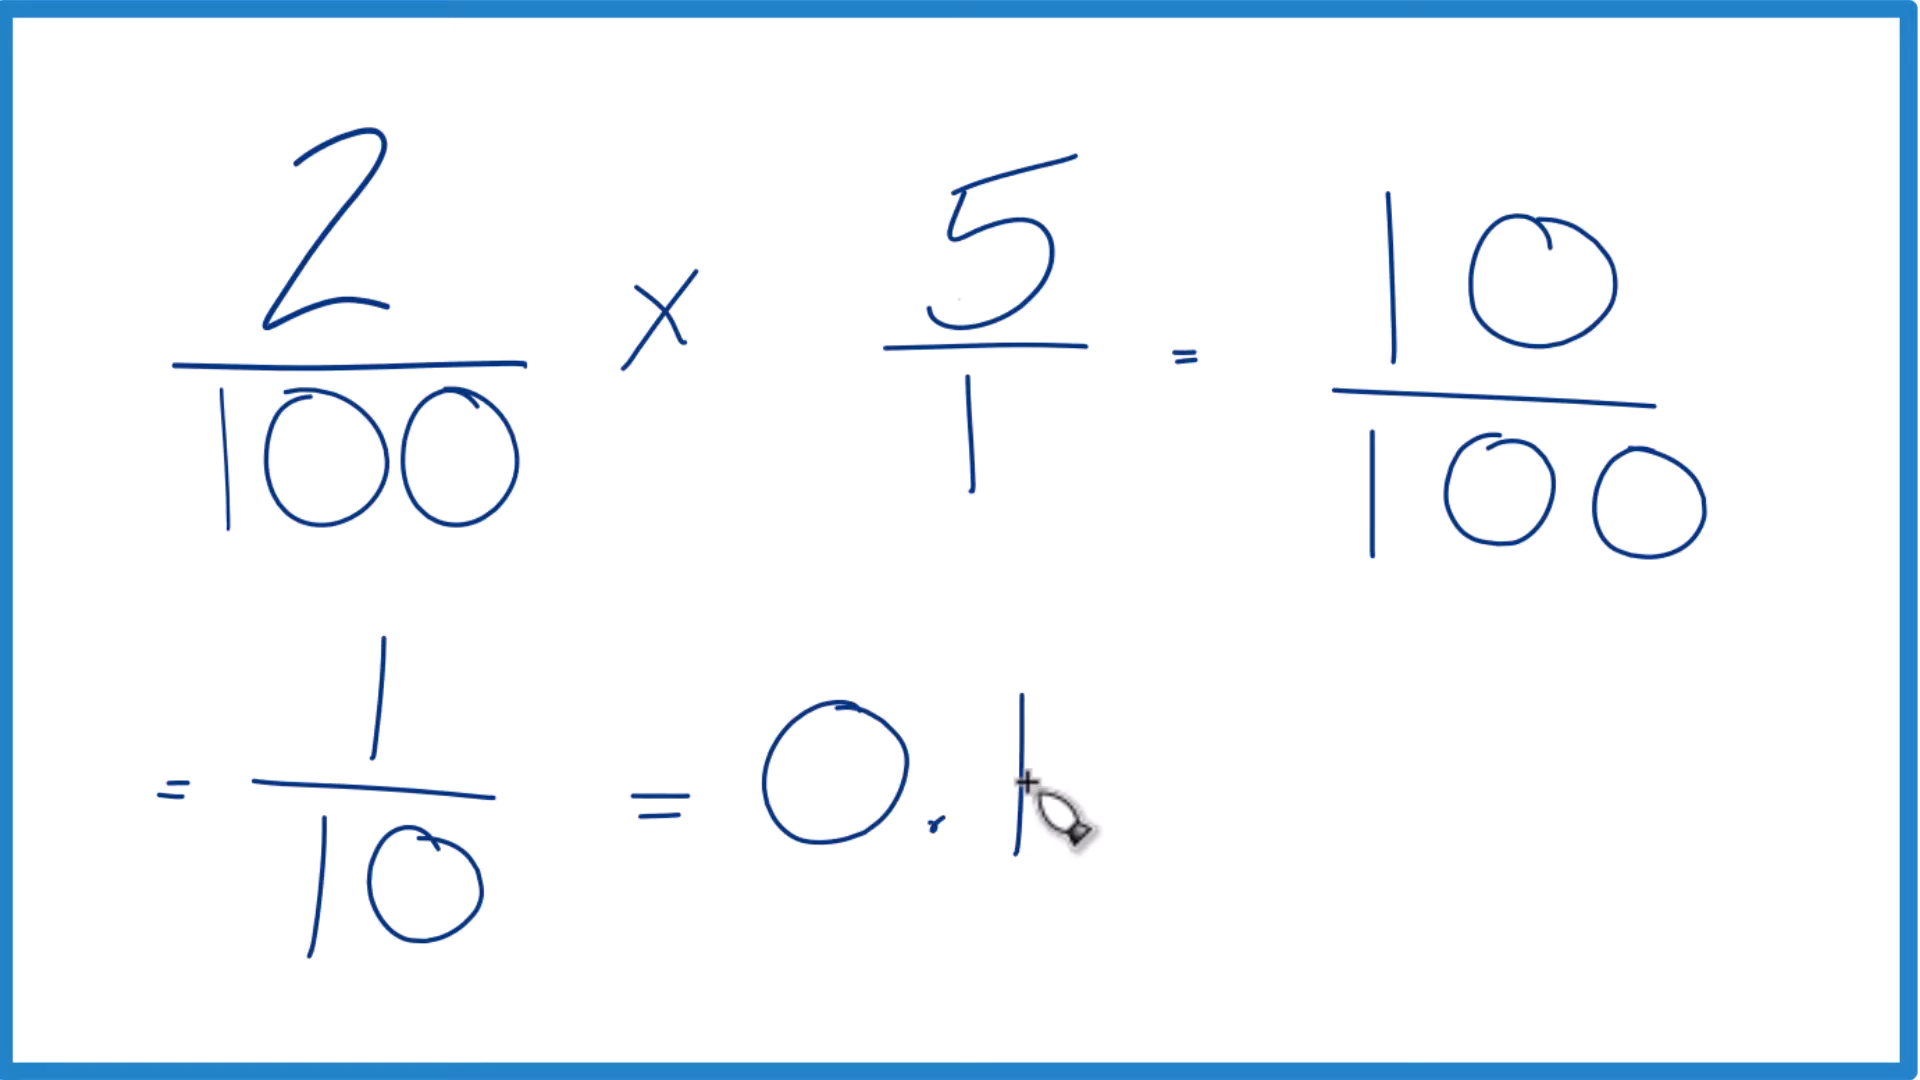 2/100 x 5/1 = 10/100
= 1/10 = 0.1